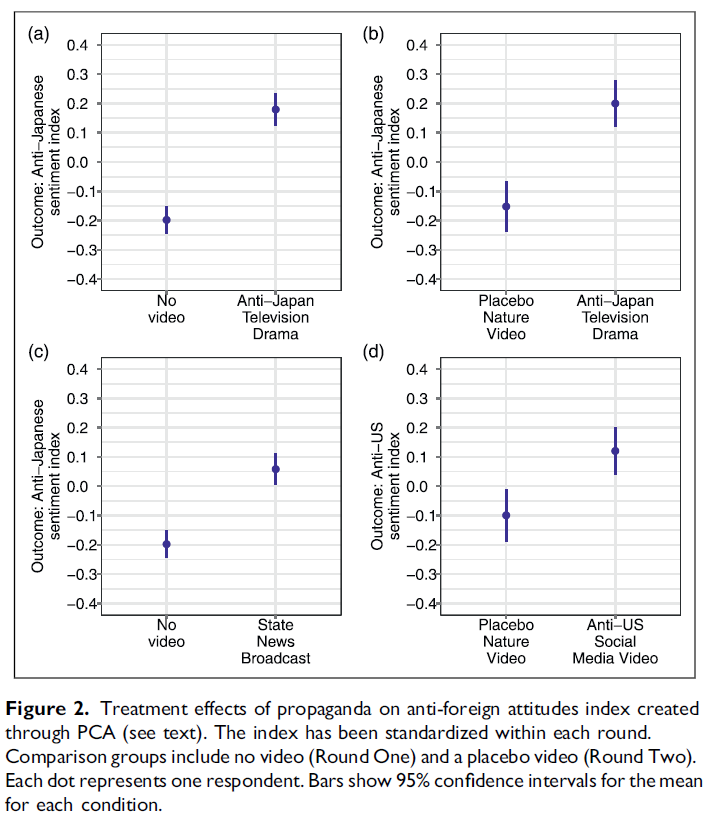 (a)
Outcome: Anti−Japanese
sentiment index
0.4
0.3
0.2
0.1
0.0
−0.1
−0.2
−0.3
−0.4
No
video
Anti−Japan
Television
Drama
(b)
Outcome: Anti−Japanese
sentiment index
0.4
0.3
0.2
0.1
0.0
−0.1
−0.2
−0.3
−0.4
Placebo
Nature
Video
Anti−Japan
Television
Drama
(c)
Outcome: Anti−Japanese
sentiment index
0.4
0.3
0.2
0.1
0.0
−0.1
−0.2
−0.3
−0.4
No
video
State
News
Broadcast
(d)
Outcome: Anti−US
sentiment index
0.4
0.3
0.2
0.1
0.0
−0.1
−0.2
−0.3
−0.4
Placebo
Nature
Video
Anti−US
Social
Media Video
Figure 2. Treatment effects of propaganda on anti-foreign attitudes index created
through PCA (see text). The index has been standardized within each round.
Comparison groups include no video (Round One) and a placebo video (Round Two).
Each dot represents one respondent. Bars show 95% confidence intervals for the mean
for each condition.